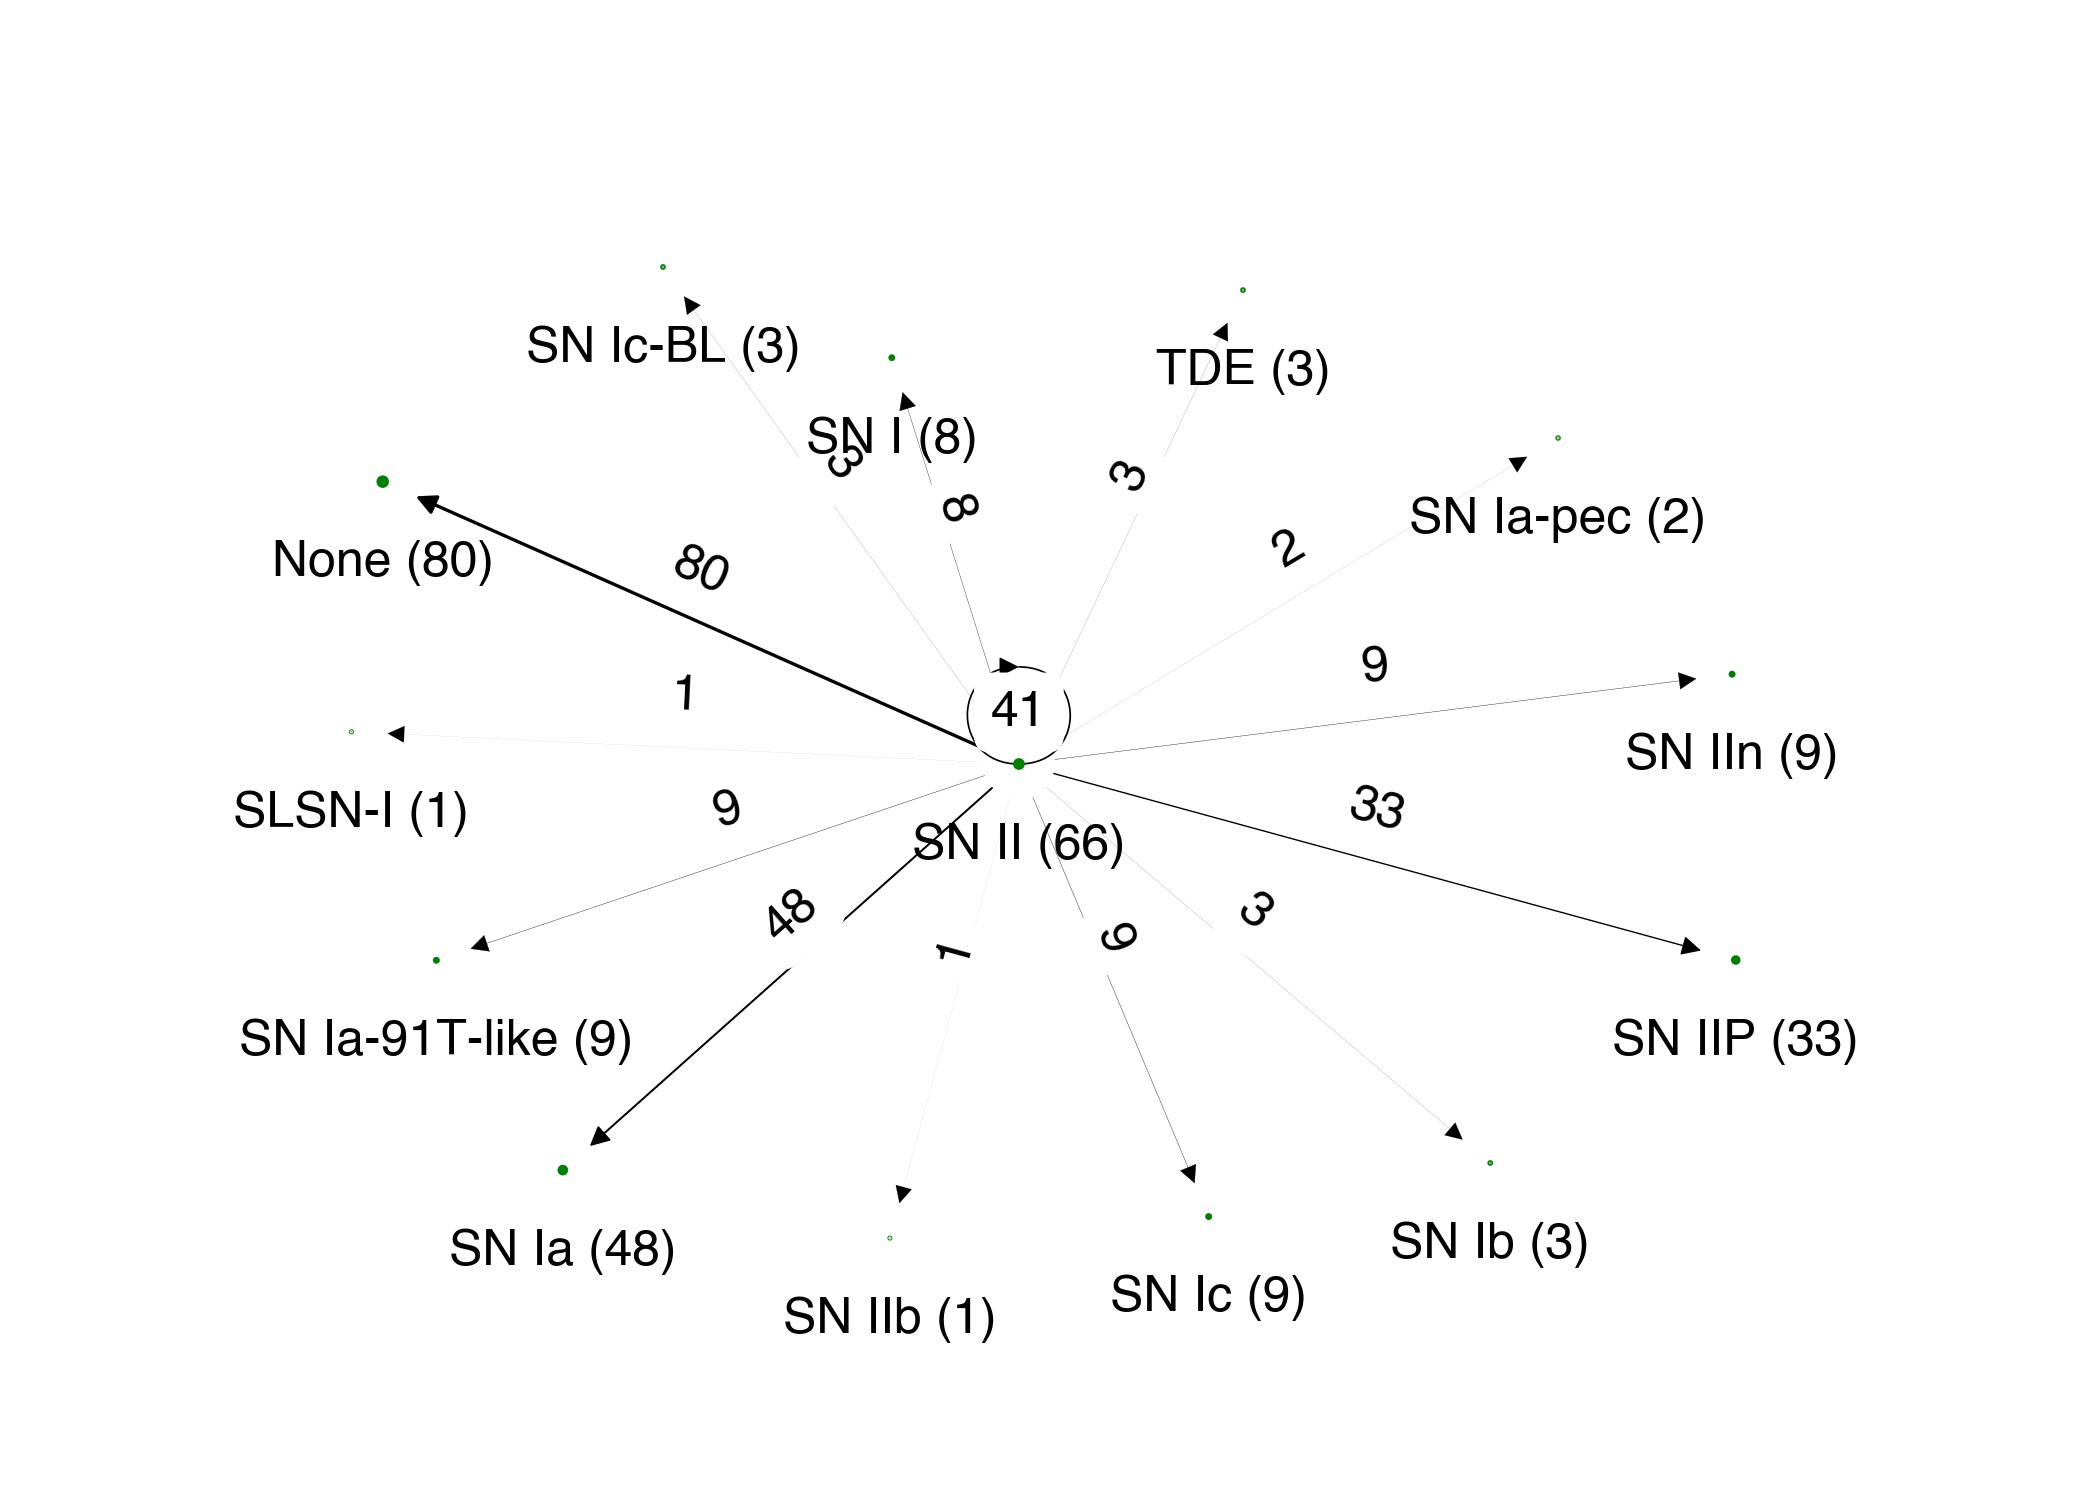 SN Ic-BL (3)
TDE (3)
SN I (8)
3
8
3
SN Ia-pec (2)
2
None (80)
80
9
1
41
SN IIn (9)
SLSN-I (1)
9
33
SN II (66)
48
1
9
3
SN Ia-91T-like (9)
SN IIP (33)
SN Ia (48)
SN Ib (3)
SN Ic (9)
SN IIb (1)